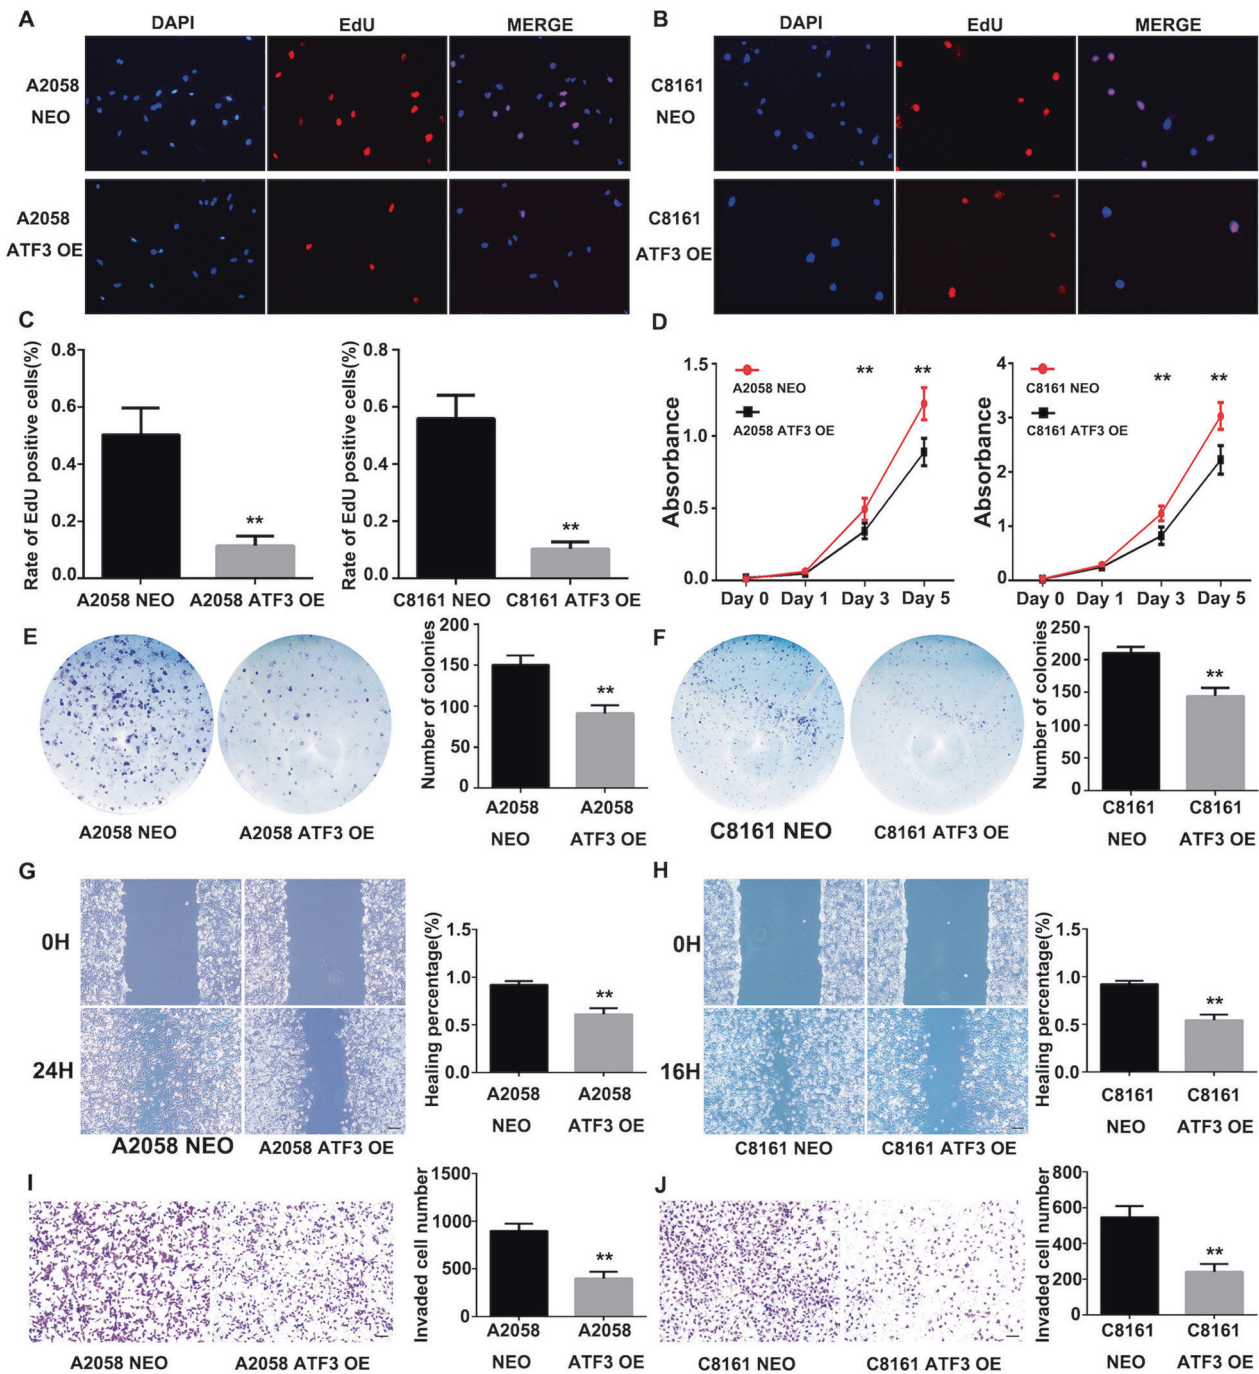 A
DAPI
EdU
MERGE
A2058
NEO
A2058
ATF3 OE
B
DAPI
EdU
MERGE
C8161
NEO
C8161
ATF3 OE
C
Rate of EdU positive cells(%)
0.8
0.6
0.4
0.2
0.0
**
A2058 NEO
A2058 ATF3 OE
Rate of EdU positive cells(%)
0.8
0.6
0.4
0.2
0.0
**
C8161 NEO
C8161 ATF3 OE
D
Absorbance
1.5
1.0
0.5
0.0
A2058 NEO
A2058 ATF3 OE
**
**
Day 0
Day 1
Day 3
Day 5
Absorbance
4
3
2
1
0
C8161 NEO
C8161 ATF3 OE
**
**
Day 0
Day 1
Day 3
Day 5
E
A2058 NEO
A2058 ATF3 OE
Number of colonies
200
150
100
50
0
**
A2058
NEO
A2058
ATF3 OE
F
C8161 NEO
C8161 ATF3 OE
Number of colonies
250
200
150
100
50
0
**
C8161
NEO
C8161
ATF3 OE
G
0H
24H
A2058 NEO
A2058 ATF3 OE
Healing percentage(%)
1.5
1.0
0.5
0.0
**
A2058
NEO
A2058
ATF3 OE
H
0H
16H
C8161 NEO
C8161 ATF3 OE
Healing percentage(%)
1.5
1.0
0.5
0.0
**
C8161
NEO
C8161
ATF3 OE
I
A2058 NEO
A2058 ATF3 OE
Invaded cell number
1500
1000
500
0
**
A2058
NEO
A2058
ATF3 OE
J
C8161 NEO
C8161 ATF3 OE
Invaded cell number
800
600
400
200
0
**
C8161
NEO
C8161
ATF3 OE